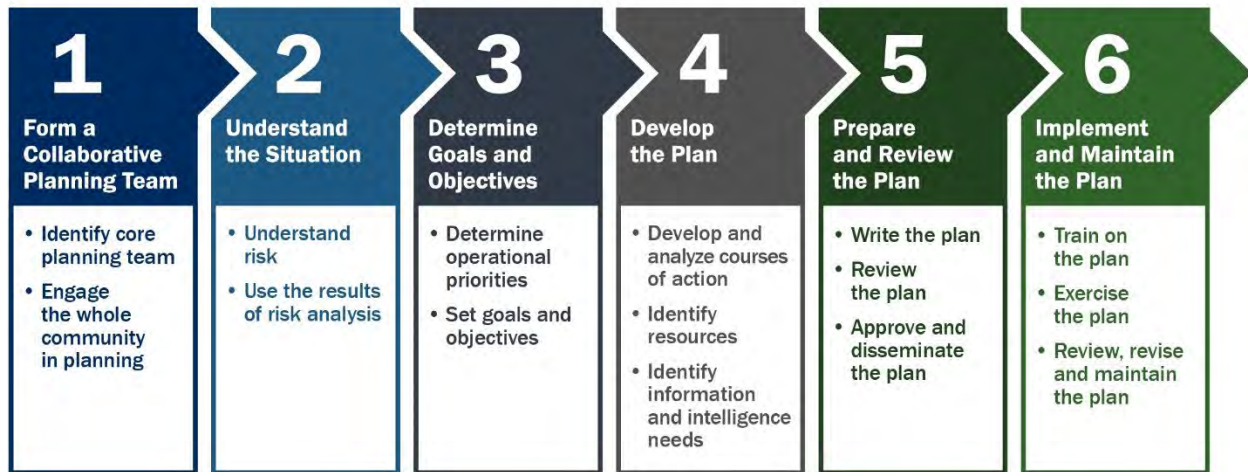 1
Form a
Collaborative
Planning Team
• Identify core
planning team
• Engage
the whole
community
in planning
2
Understand
the Situation
• Understand
risk
• Use the results
of risk analysis
3
Determine
Goals and
Objectives
• Determine
operational
priorities
• Set goals and
objectives
4
Develop
the Plan
• Develop and
analyze courses
of action
• Identify
resources
• Identify
information
and intelligence
needs
5
Prepare
and Review
the Plan
• Write the plan
• Review
the plan
• Approve and
disseminate
the plan
6
Implement
and Maintain
the Plan
• Train on
the plan
• Exercise
the plan
• Review, revise
and maintain
the plan